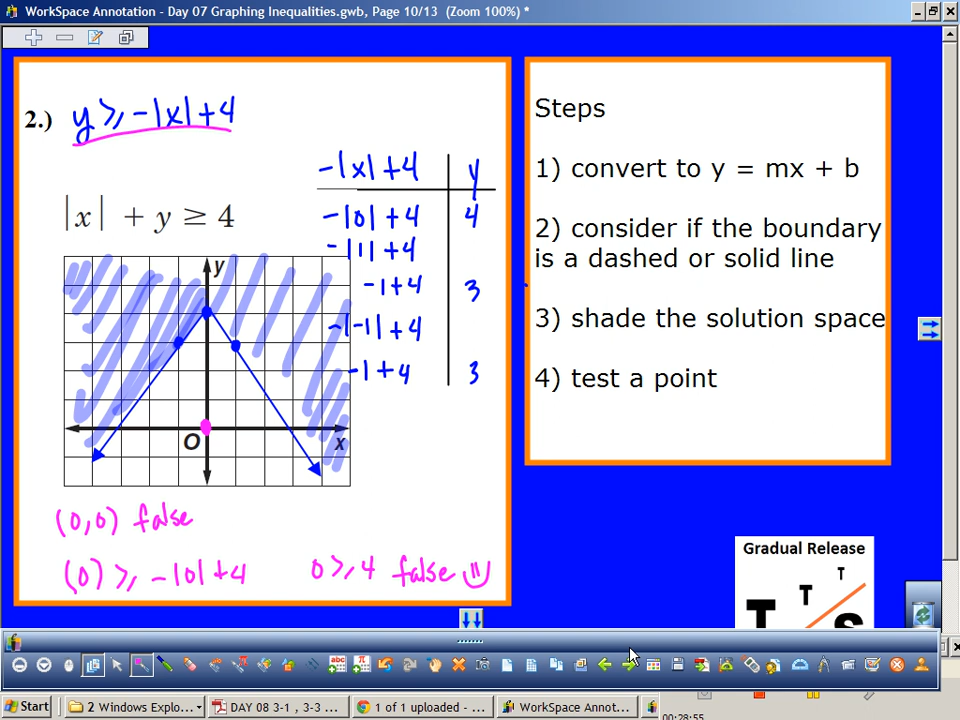 WorkSpace Annotation - Day 07 Graphing Inequalities.gwb, Page 10/13 (Zoom 100%) *
2.) y ≥ -|x|+4
|x| + y ≥ 4
-|x|+4 y
-|0|+4 4
-|1|+4
-1+4 3
-|-1|+4
-1+4 3
y
O
x
(0,0) false
(0) ≥ -|0|+4 0 ≥ 4 false
Steps
1) convert to y = mx + b
2) consider if the boundary
is a dashed or solid line
3) shade the solution space
4) test a point
Gradual Release
T T T
S
abc
Start
2 Windows Explo...
DAY 08 3-1 , 3-3 ...
1 of 1 uploaded - ...
WorkSpace Annot...
00:28:55